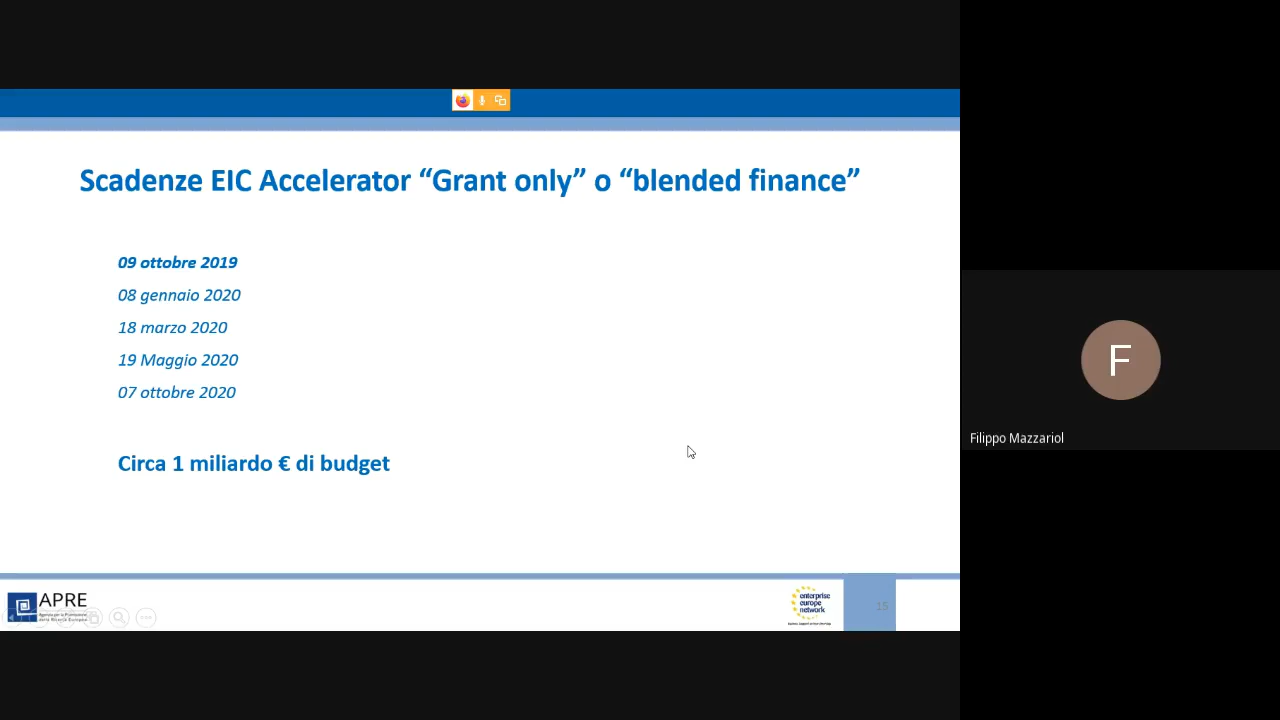 Scadenze EIC Accelerator “Grant only” o “blended finance”
09 ottobre 2019
08 gennaio 2020
18 marzo 2020
19 Maggio 2020
07 ottobre 2020
Circa 1 miliardo € di budget
APRE
enterprise
europe
network
15
F
Filippo Mazzariol